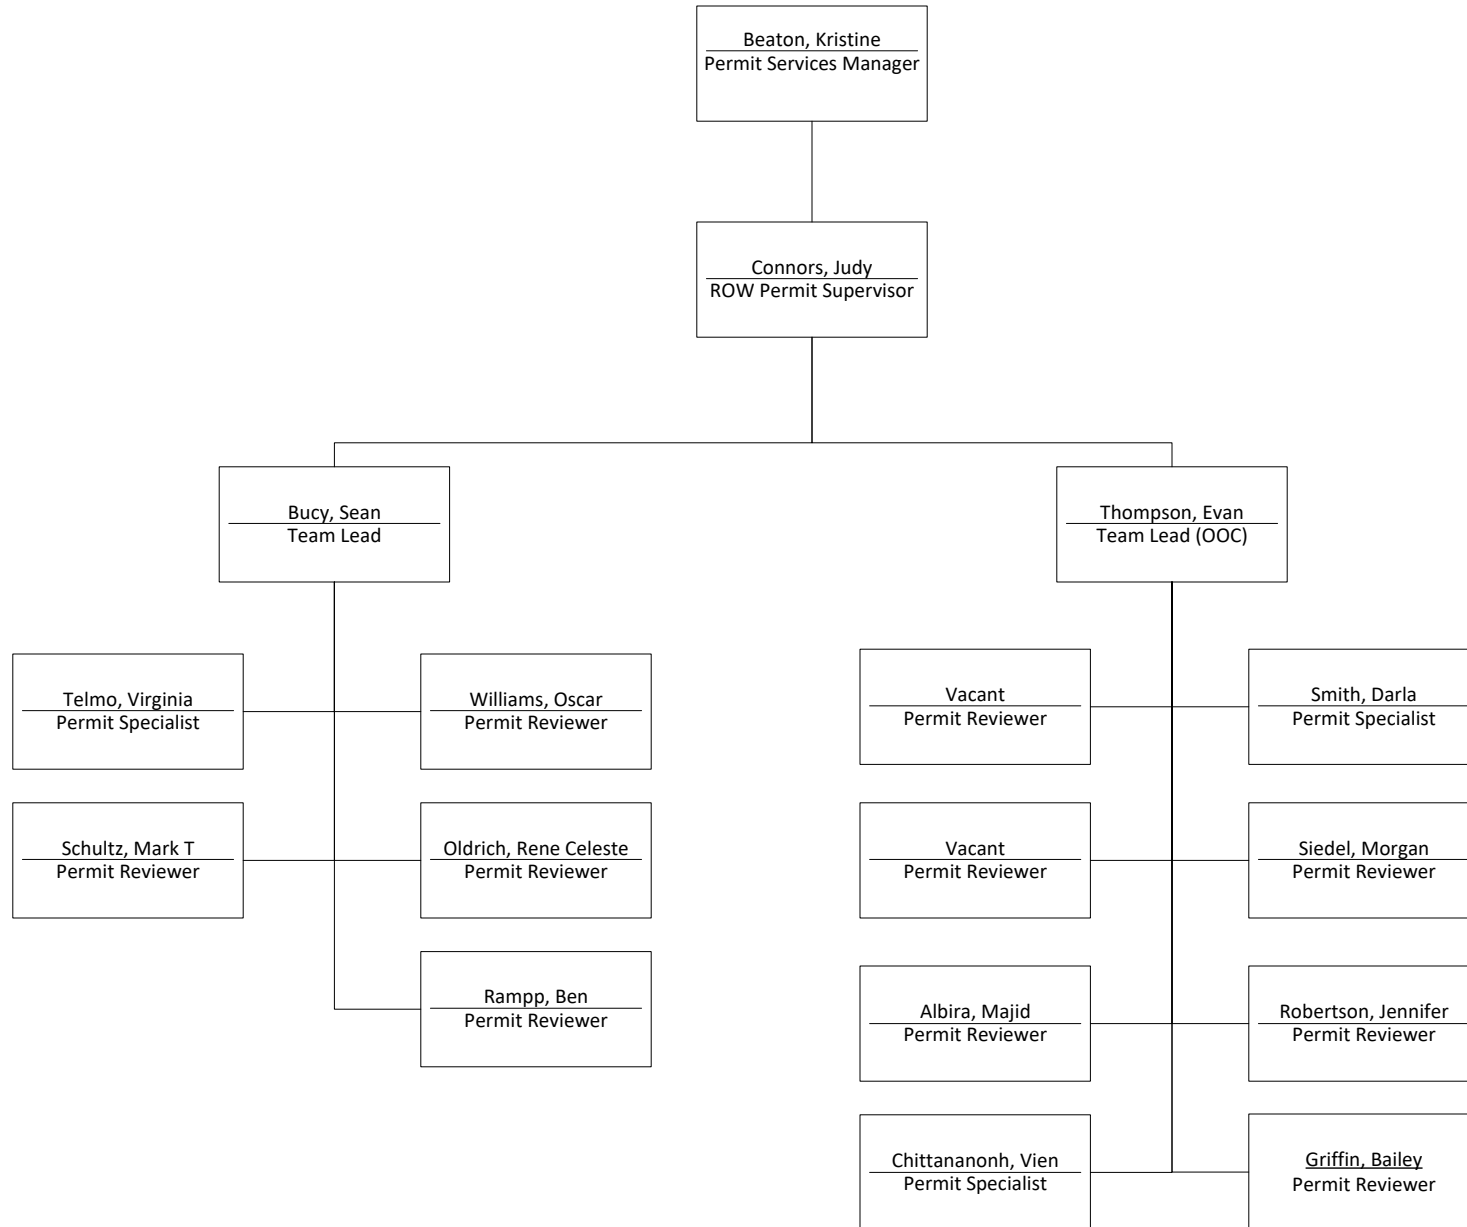 Beaton, Kristine
Permit Services Manager
Connors, Judy
ROW Permit Supervisor
Bucy, Sean
Team Lead
Thompson, Evan
Team Lead (OOC)
Telmo, Virginia
Permit Specialist
Williams, Oscar
Permit Reviewer
Schultz, Mark T
Permit Reviewer
Oldrich, Rene Celeste
Permit Reviewer
Rampp, Ben
Permit Reviewer
Vacant
Permit Reviewer
Smith, Darla
Permit Specialist
Vacant
Permit Reviewer
Siedel, Morgan
Permit Reviewer
Albira, Majid
Permit Reviewer
Robertson, Jennifer
Permit Reviewer
Chittananonh, Vien
Permit Specialist
Griffin, Bailey
Permit Reviewer